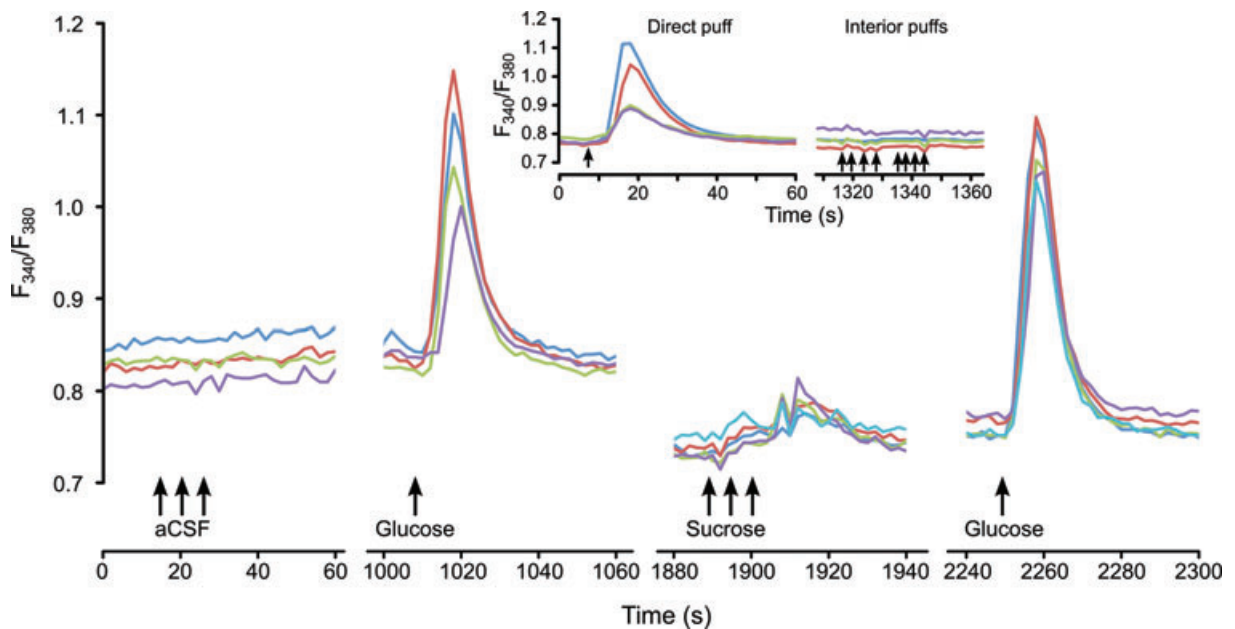 1.2
1.1
1.0
0.9
0.8
0.7
F340/F380
1.2
1.1
1.0
0.9
0.8
0.7
F340/F380
Direct puff
Interior puffs
0 20 40 60
1320 1340 1360
Time (s)
aCSF
Glucose
Sucrose
Glucose
0 20 40 60
1000 1020 1040 1060
1880 1900 1920 1940
2240 2260 2280 2300
Time (s)